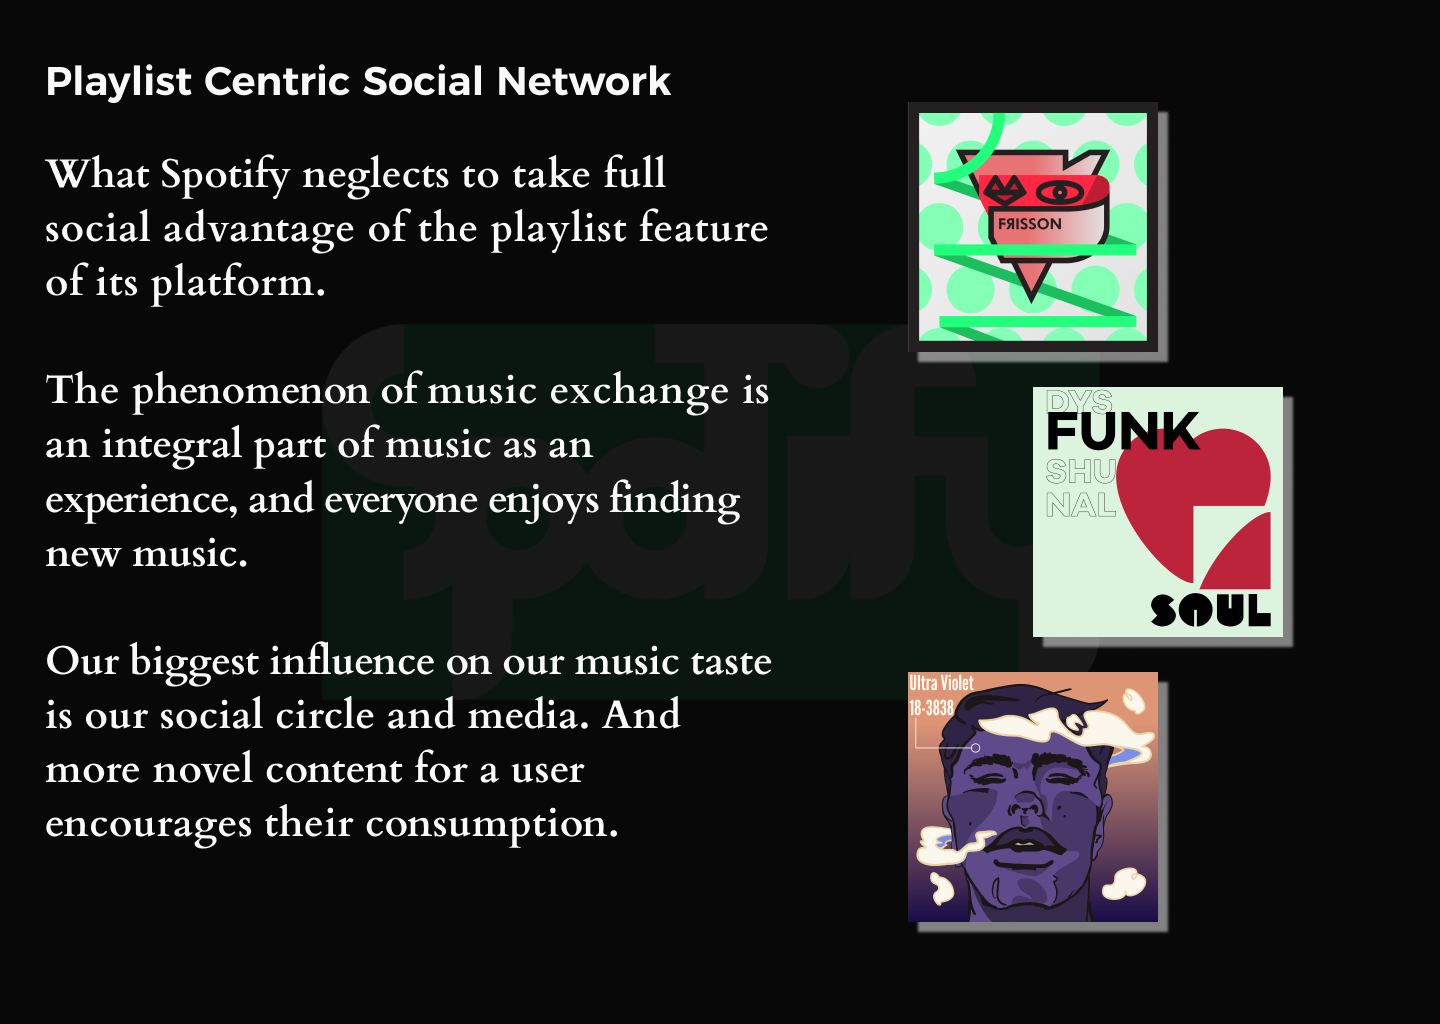 Playlist Centric Social Network
What Spotify neglects to take full
social advantage of the playlist feature
of its platform.
The phenomenon of music exchange is
an integral part of music as an
experience, and everyone enjoys finding
new music.
Our biggest influence on our music taste
is our social circle and media. And
more novel content for a user
encourages their consumption.
FЯISSON
DYS
FUNK
SHU
NAL
SOUL
Ultra Violet
18-3838